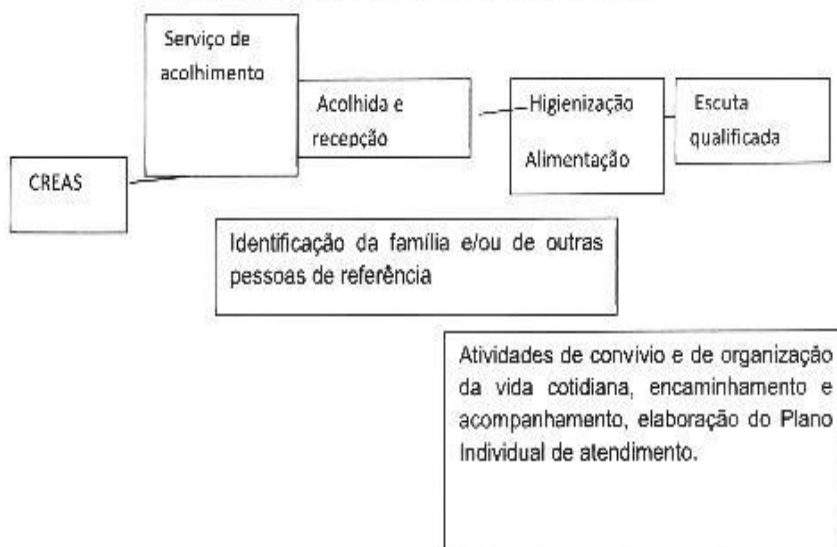 Serviço de
acolhimento
Acolhida e
recepção
Higienização
Alimentação
Escuta
qualificada
CREAS
Identificação da família e/ou de outras
pessoas de referência
Atividades de convívio e de organização
da vida cotidiana, encaminhamento e
acompanhamento, elaboração do Plano
Individual de atendimento.